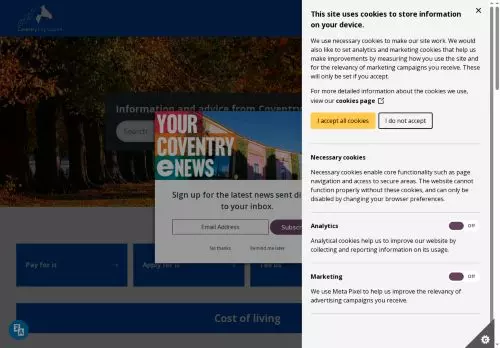 Coventry City Council
Information and advice from Coventry
Search
YOUR
COVENTRY
eNEWS
Sign up for the latest news sent di
to your inbox.
Email Address
Subsc
No thanks
Remind me later
Pay for it
Apply for it
Tell us
Cost of living
This site uses cookies to store information
on your device.
We use necessary cookies to make our site work. We would
also like to set analytics and marketing cookies that help us
make improvements by measuring how you use the site and
for the relevancy of marketing campaigns you receive. These
will only be set if you accept.
For more detailed information about the cookies we use,
view our cookies page
I accept all cookies
I do not accept
Necessary cookies
Necessary cookies enable core functionality such as page
navigation and access to secure areas. The website cannot
function properly without these cookies, and can only be
disabled by changing your browser preferences.
Analytics
Off
Analytical cookies help us to improve our website by
collecting and reporting information on its usage.
Marketing
Off
We use Meta Pixel to help us improve the relevancy of
advertising campaigns you receive.